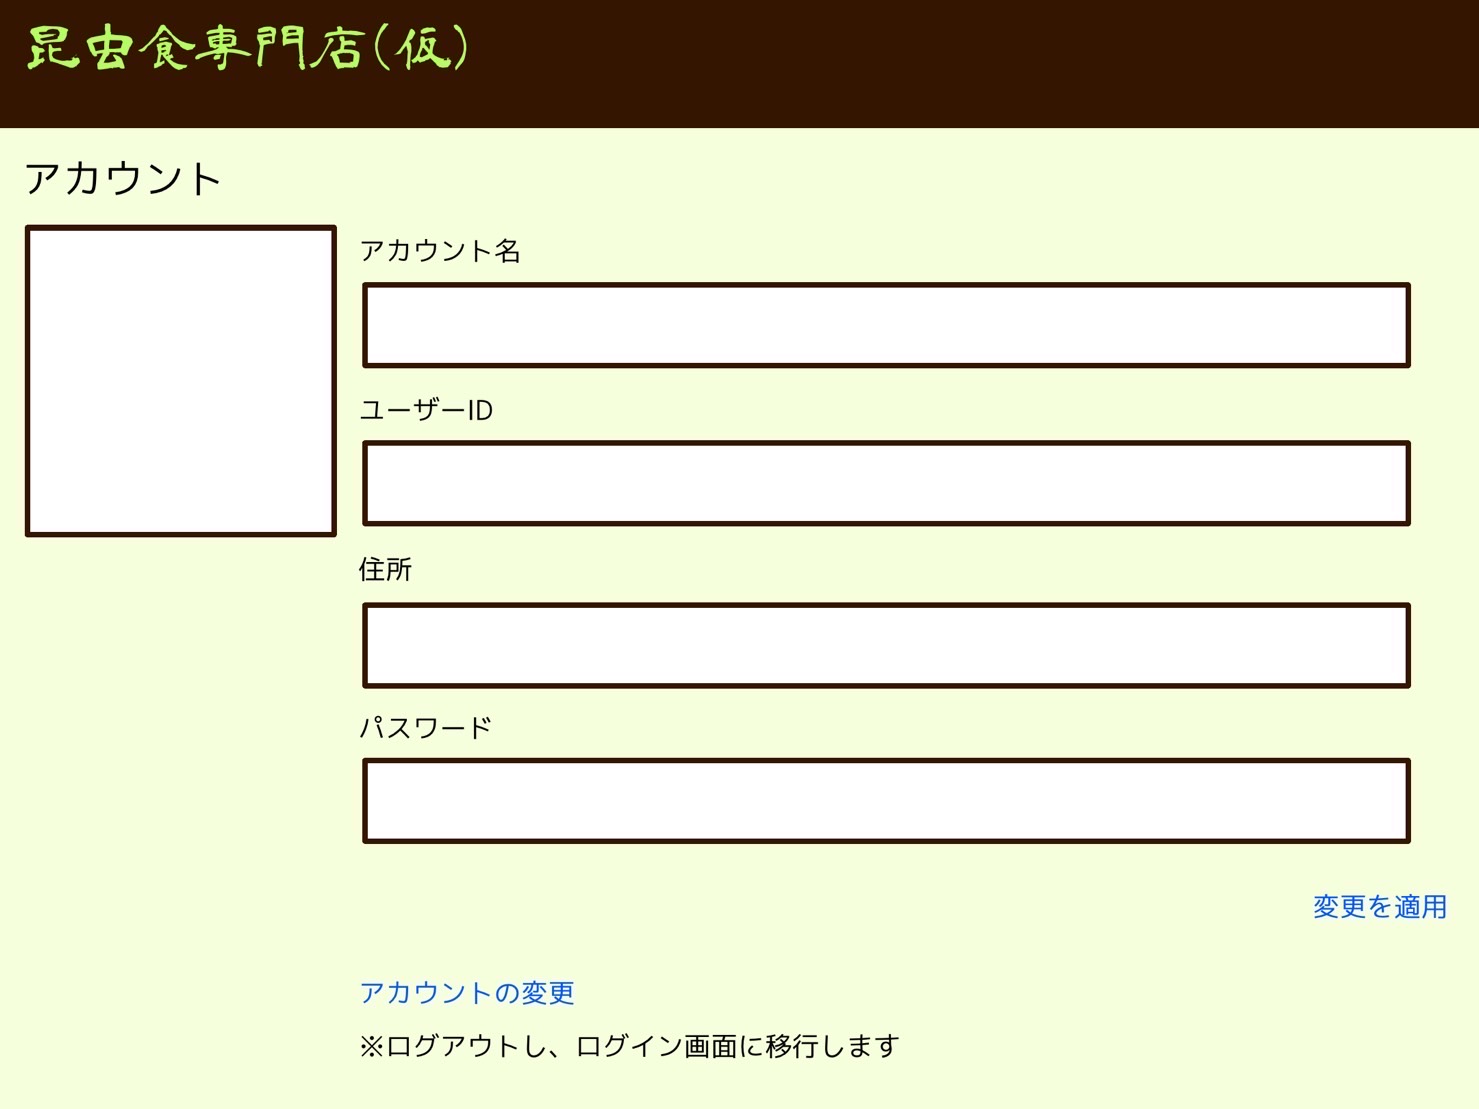 昆虫食専門店(仮)
アカウント
アカウント名
ユーザーID
住所
パスワード
変更を適用
アカウントの変更
※ログアウトし、ログイン画面に移行します